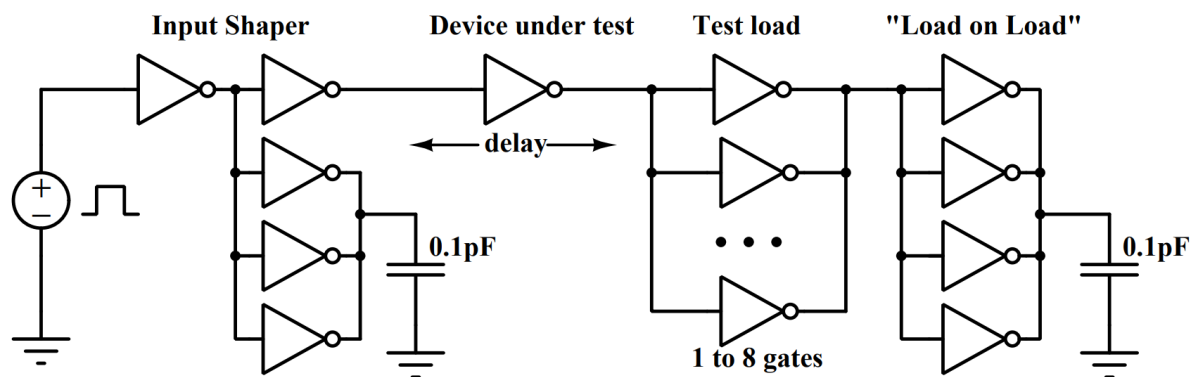 Input Shaper
Device under test
Test load
"Load on Load"
delay
+
−
0.1pF
0.1pF
1 to 8 gates